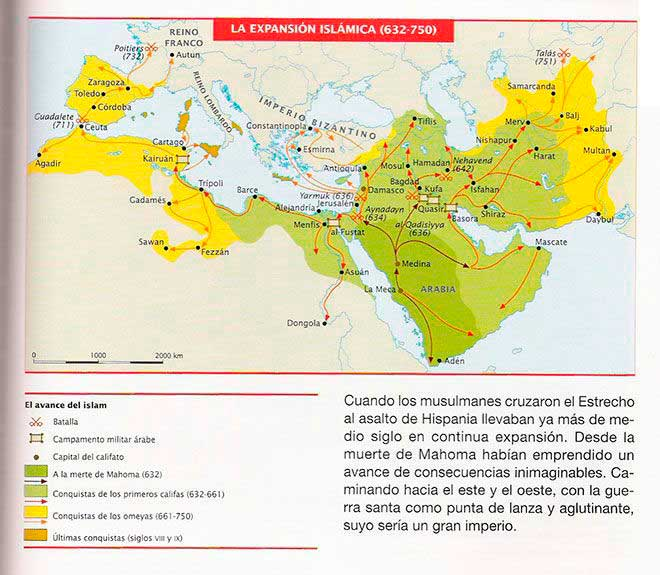 LA EXPANSIÓN ISLÁMICA (632-750)
REINO
FRANCO
Poitiers
(732)
Autun
Talás
(751)
Zaragoza
Toledo
Córdoba
REINO LOMBARDO
Samarcanda
IMPERIO BIZANTINO
Constantinopla
Tiflis
Merv
Balj
Guadalete
(711)
Ceuta
Cartago
Esmirna
Nishapur
Kabul
Agadir
Kairuán
Antioquía
Mosul
Hamadan
Nehavend
(642)
Harat
Multan
Bagdad
Trípoli
Barce
Yarmuk (636)
Damasco
Kufa
Isfahan
Gadamés
Alejandría
Jerusalén
Aynadayn
(634)
Quasir
Basora
Shiraz
Menfis
al-Fustat
al-Qadisiyya
(636)
Daybul
Sawan
Fezzán
Mascate
Asuán
Medina
La Meca
ARABIA
Dongola
Adén
0 1000 2000 km
El avance del islam
Batalla
Campamento militar árabe
Capital del califato
A la merte de Mahoma (632)
Conquistas de los primeros califas (632-661)
Conquistas de los omeyas (661-750)
Últimas conquistas (siglos VIII y IX)
Cuando los musulmanes cruzaron el Estrecho
al asalto de Hispania llevaban ya más de me-
dio siglo en continua expansión. Desde la
muerte de Mahoma habían emprendido un
avance de consecuencias inimaginables. Ca-
minando hacia el este y el oeste, con la gue-
rra santa como punta de lanza y aglutinante,
suyo sería un gran imperio.